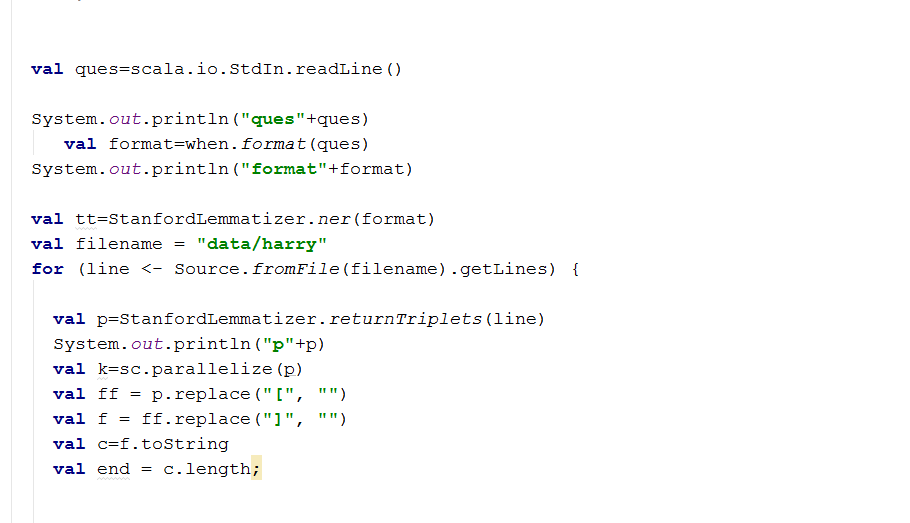 val ques=scala.io.StdIn.readLine()
System.out.println("ques"+ques)
val format=when.format(ques)
System.out.println("format"+format)
val tt=StanfordLemmatizer.ner(format)
val filename = "data/harry"
for (line <- Source.fromFile(filename).getLines) {
val p=StanfordLemmatizer.returnTriplets(line)
System.out.println("p"+p)
val k=sc.parallelize(p)
val ff = p.replace("[", "")
val f = ff.replace("]", "")
val c=f.toString
val end = c.length;